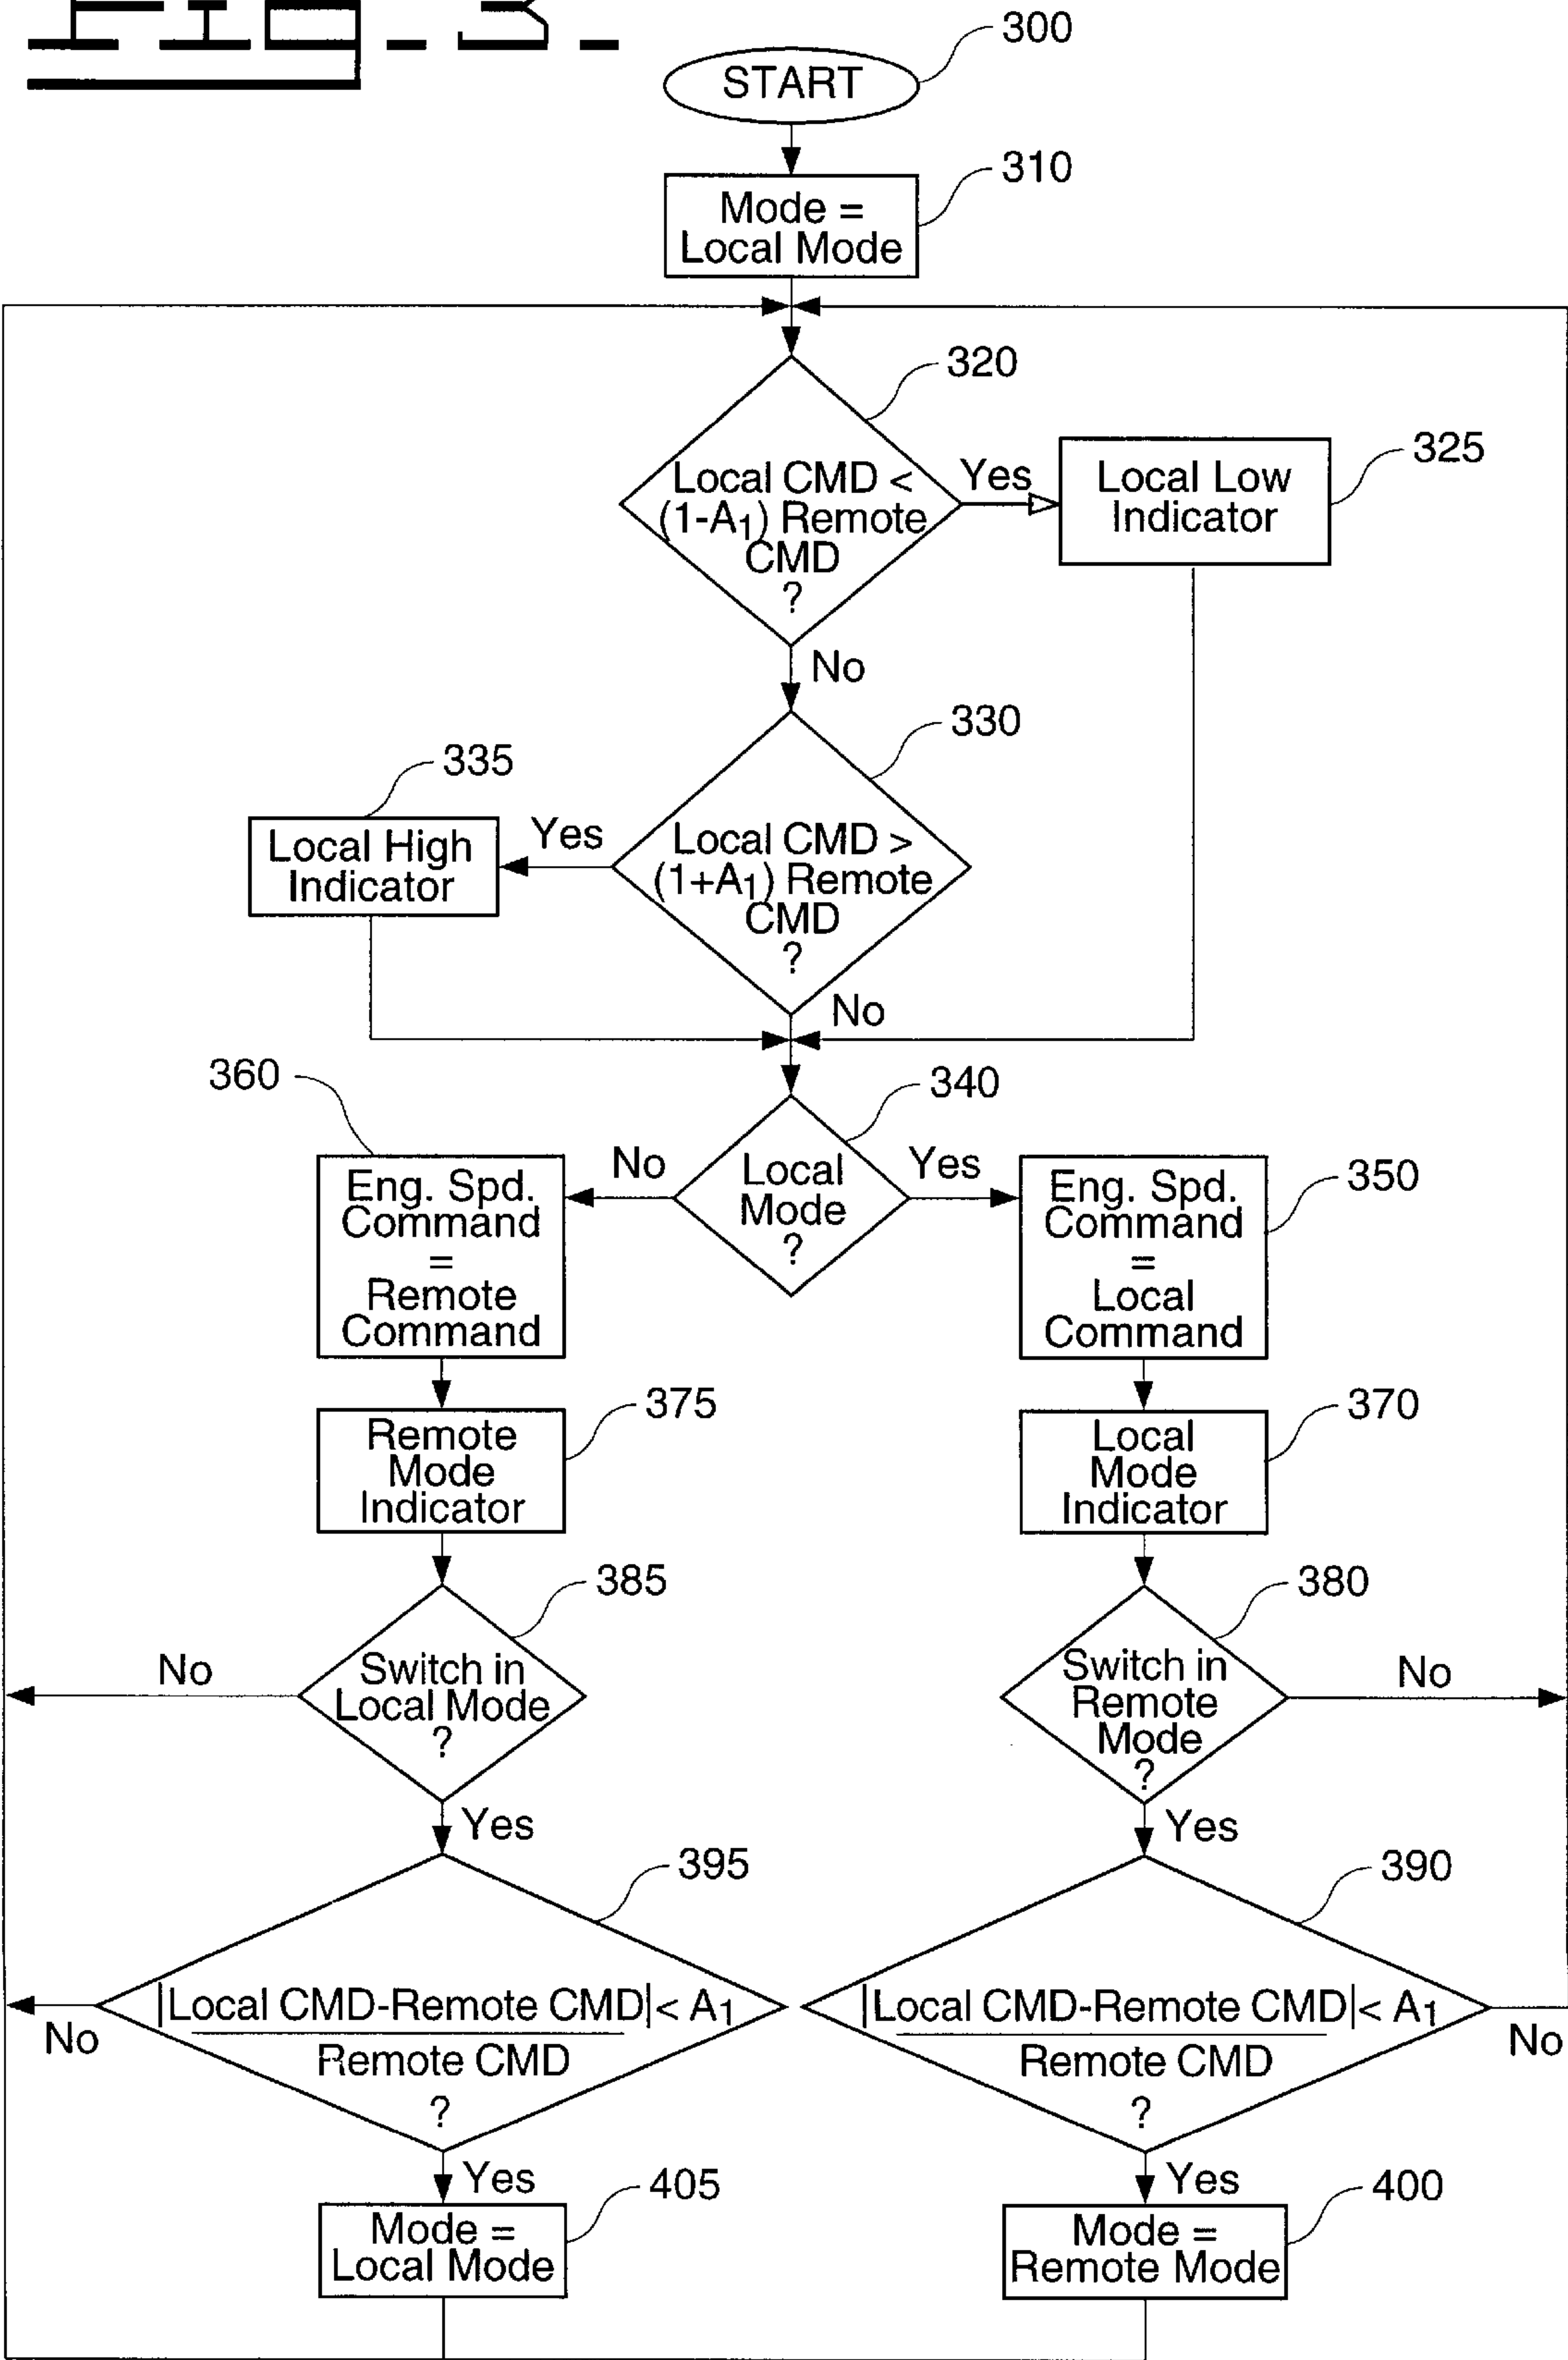 FIG_3_
START
300
Mode =
Local Mode
310
320
Local CMD <
(1-A1) Remote
CMD
?
Yes
Local Low
Indicator
325
No
330
Local CMD >
(1+A1) Remote
CMD
?
Yes
335
Local High
Indicator
No
340
Local
Mode
?
No
Yes
360
Eng. Spd.
Command
=
Remote
Command
350
Eng. Spd.
Command
=
Local
Command
375
Remote
Mode
Indicator
370
Local
Mode
Indicator
385
Switch in
Local Mode
?
No
Yes
380
Switch in
Remote
Mode
?
No
Yes
395
|Local CMD-Remote CMD| < A1
Remote CMD
?
No
Yes
390
|Local CMD-Remote CMD| < A1
Remote CMD
?
No
Yes
405
Mode =
Local Mode
400
Mode =
Remote Mode